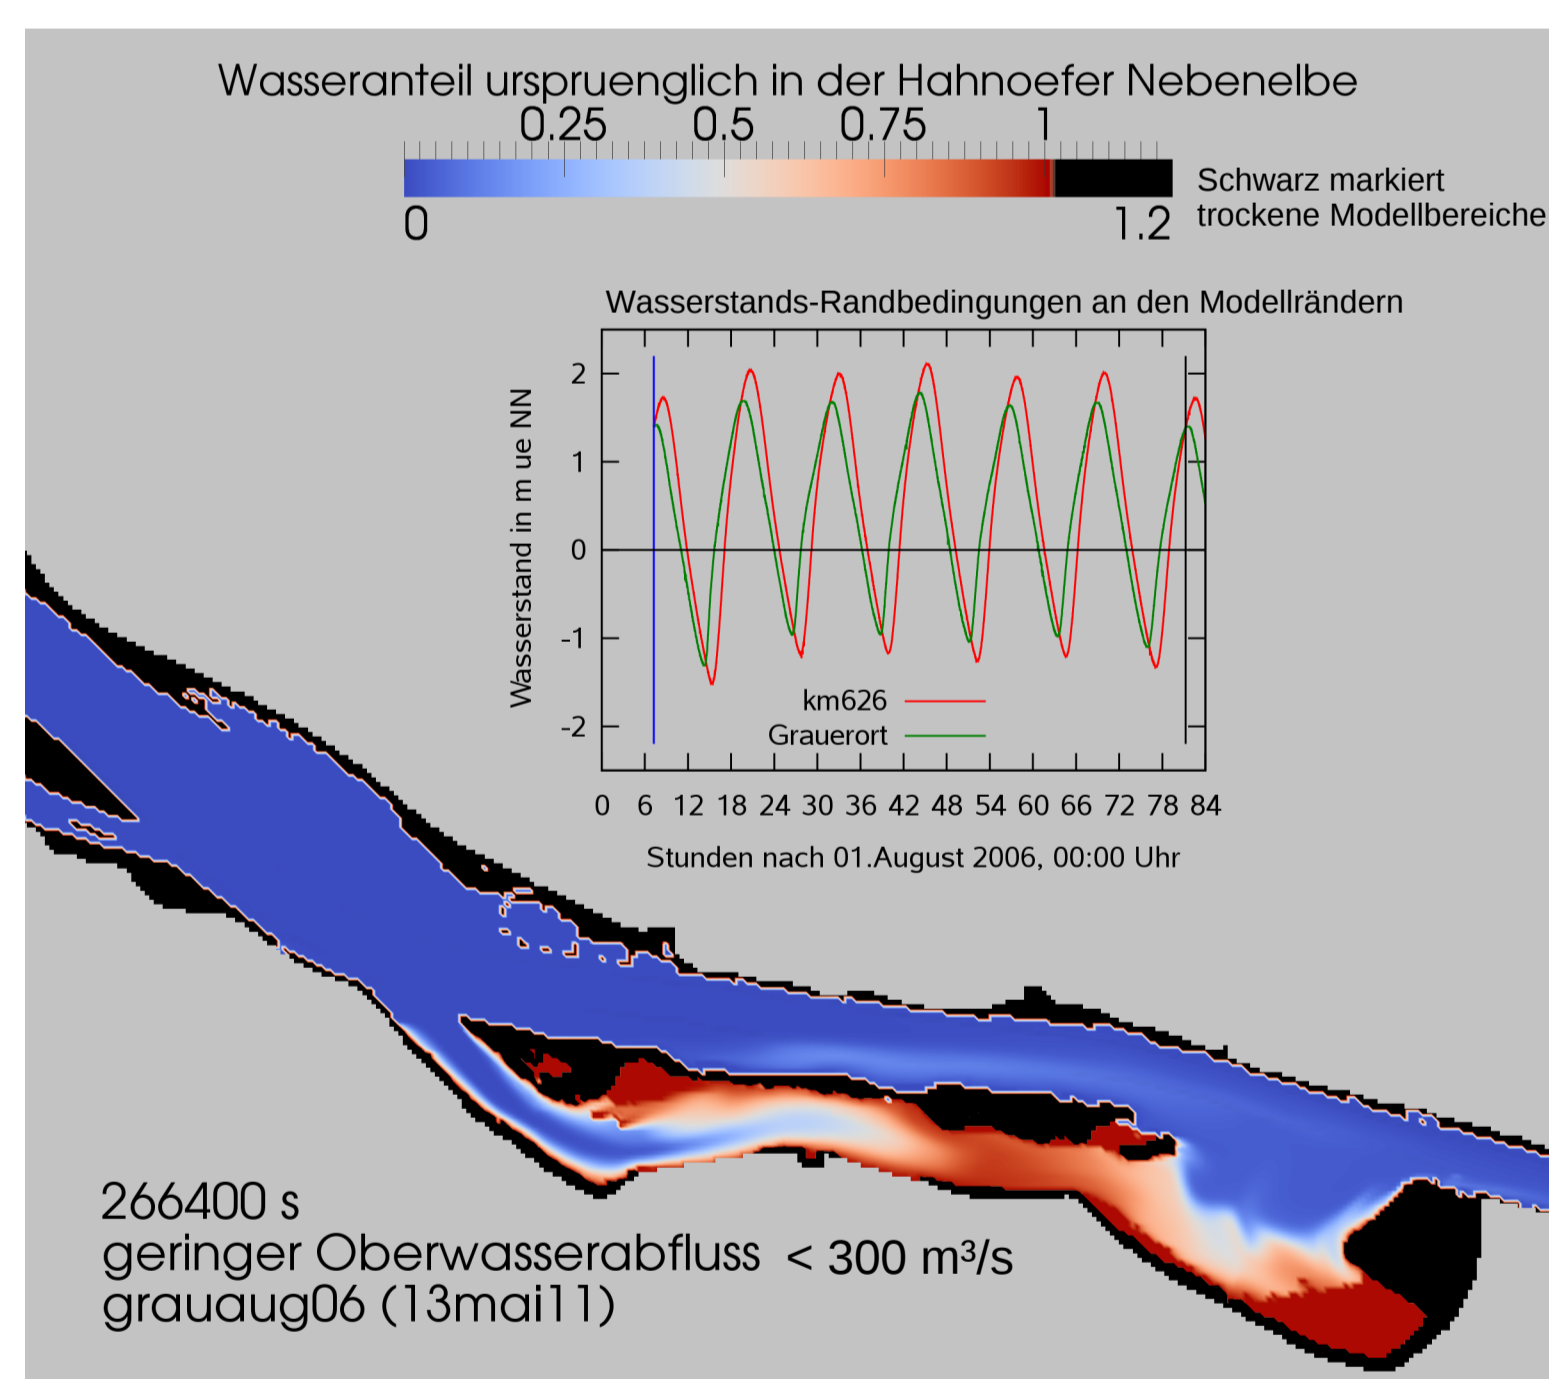 Wasseranteil urspruenglich in der Hahnoefer Nebenelbe
0.25 0.5 0.75 1
0 1.2
Schwarz markiert
trockene Modellbereiche
Wasserstands-Randbedingungen an den Modellrändern
Wasserstand in m ue NN
2
1
0
-1
-2
km626
Grauerort
0 6 12 18 24 30 36 42 48 54 60 66 72 78 84
Stunden nach 01.August 2006, 00:00 Uhr
266400 s
geringer Oberwasserabfluss < 300 m³/s
grauaug06 (13mai11)